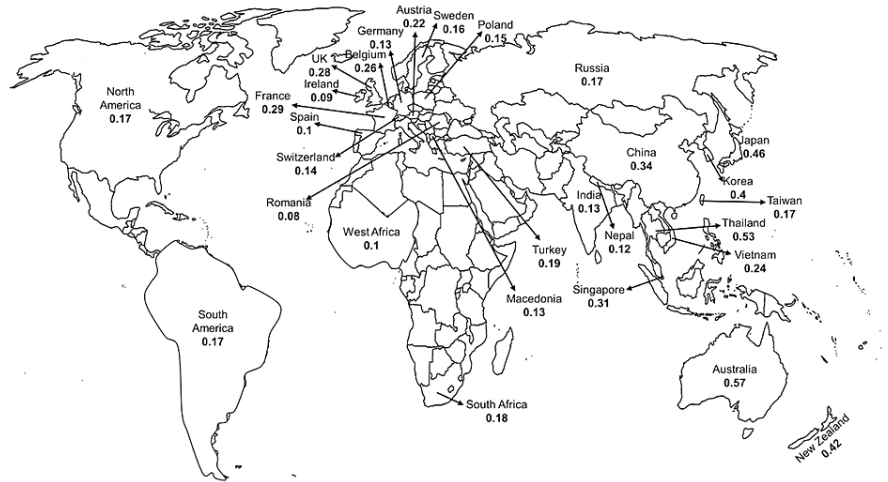 Austria
0.22
Sweden
0.16
Germany
0.13
Poland
0.15
UK
0.28
Belgium
0.26
Ireland
0.09
France
0.29
Spain
0.1
Switzerland
0.14
Romania
0.08
North
America
0.17
Russia
0.17
China
0.34
Japan
0.46
Korea
0.4
Taiwan
0.17
India
0.13
Nepal
0.12
Thailand
0.53
Vietnam
0.24
Singapore
0.31
West Africa
0.1
Turkey
0.19
Macedonia
0.13
South
America
0.17
South Africa
0.18
Australia
0.57
New Zealand
0.42